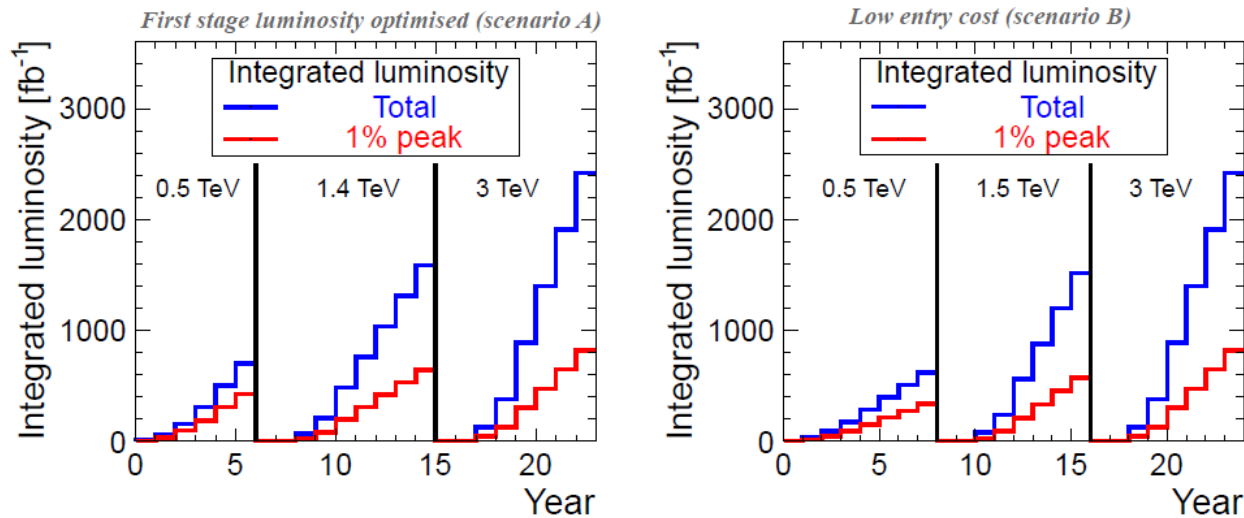 First stage luminosity optimised (scenario A)
Integrated luminosity [fb⁻¹]
3000
2000
1000
0
Integrated luminosity
Total
1% peak
0.5 TeV
1.4 TeV
3 TeV
0 5 10 15 20
Year
Low entry cost (scenario B)
Integrated luminosity [fb⁻¹]
3000
2000
1000
0
Integrated luminosity
Total
1% peak
0.5 TeV
1.5 TeV
3 TeV
0 5 10 15 20
Year